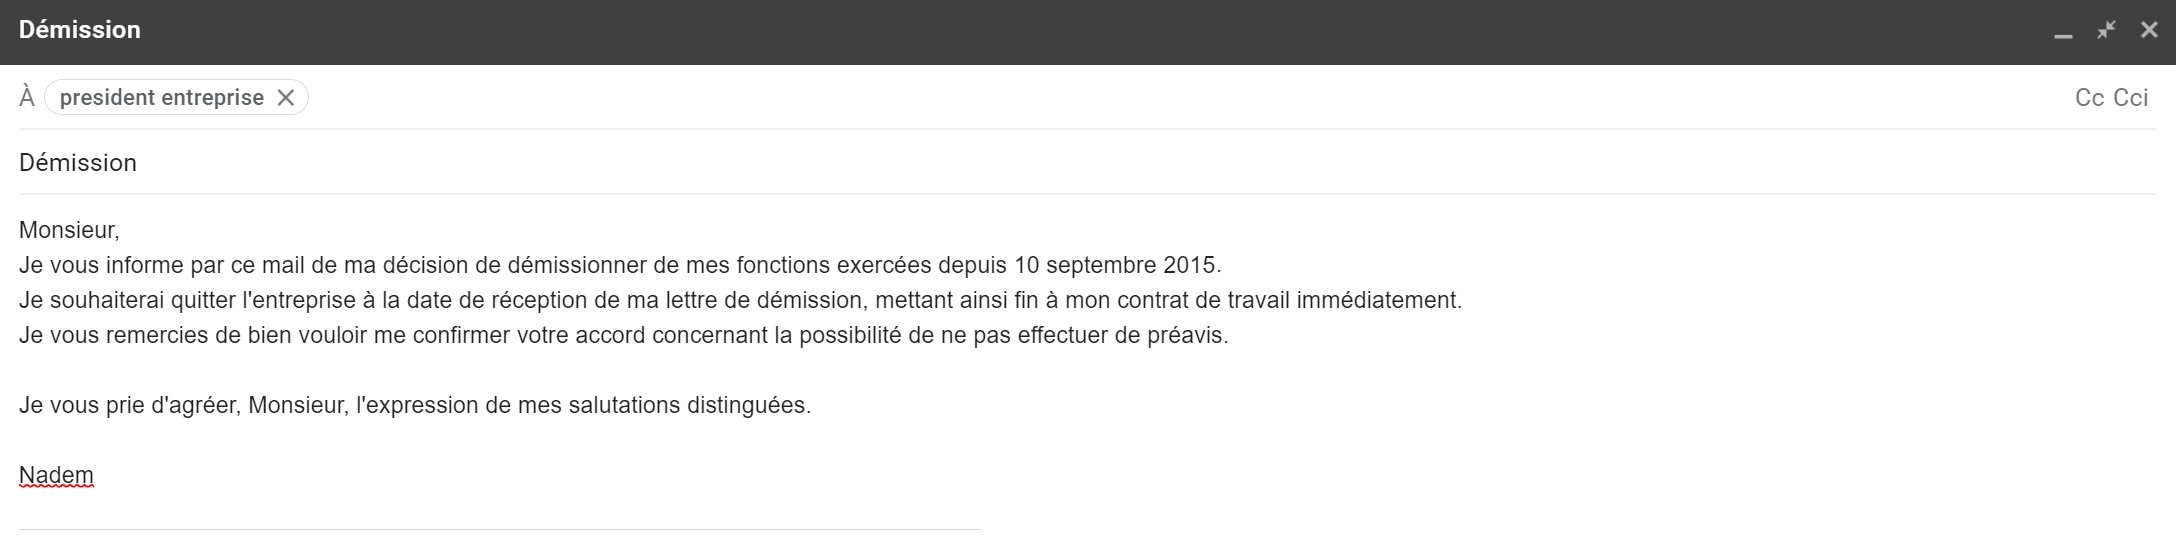 Démission
À president entreprise
Cc Cci
Démission
Monsieur,
Je vous informe par ce mail de ma décision de démissionner de mes fonctions exercées depuis 10 septembre 2015.
Je souhaiterai quitter l'entreprise à la date de réception de ma lettre de démission, mettant ainsi fin à mon contrat de travail immédiatement.
Je vous remercies de bien vouloir me confirmer votre accord concernant la possibilité de ne pas effectuer de préavis.
Je vous prie d'agréer, Monsieur, l'expression de mes salutations distinguées.
Nadem